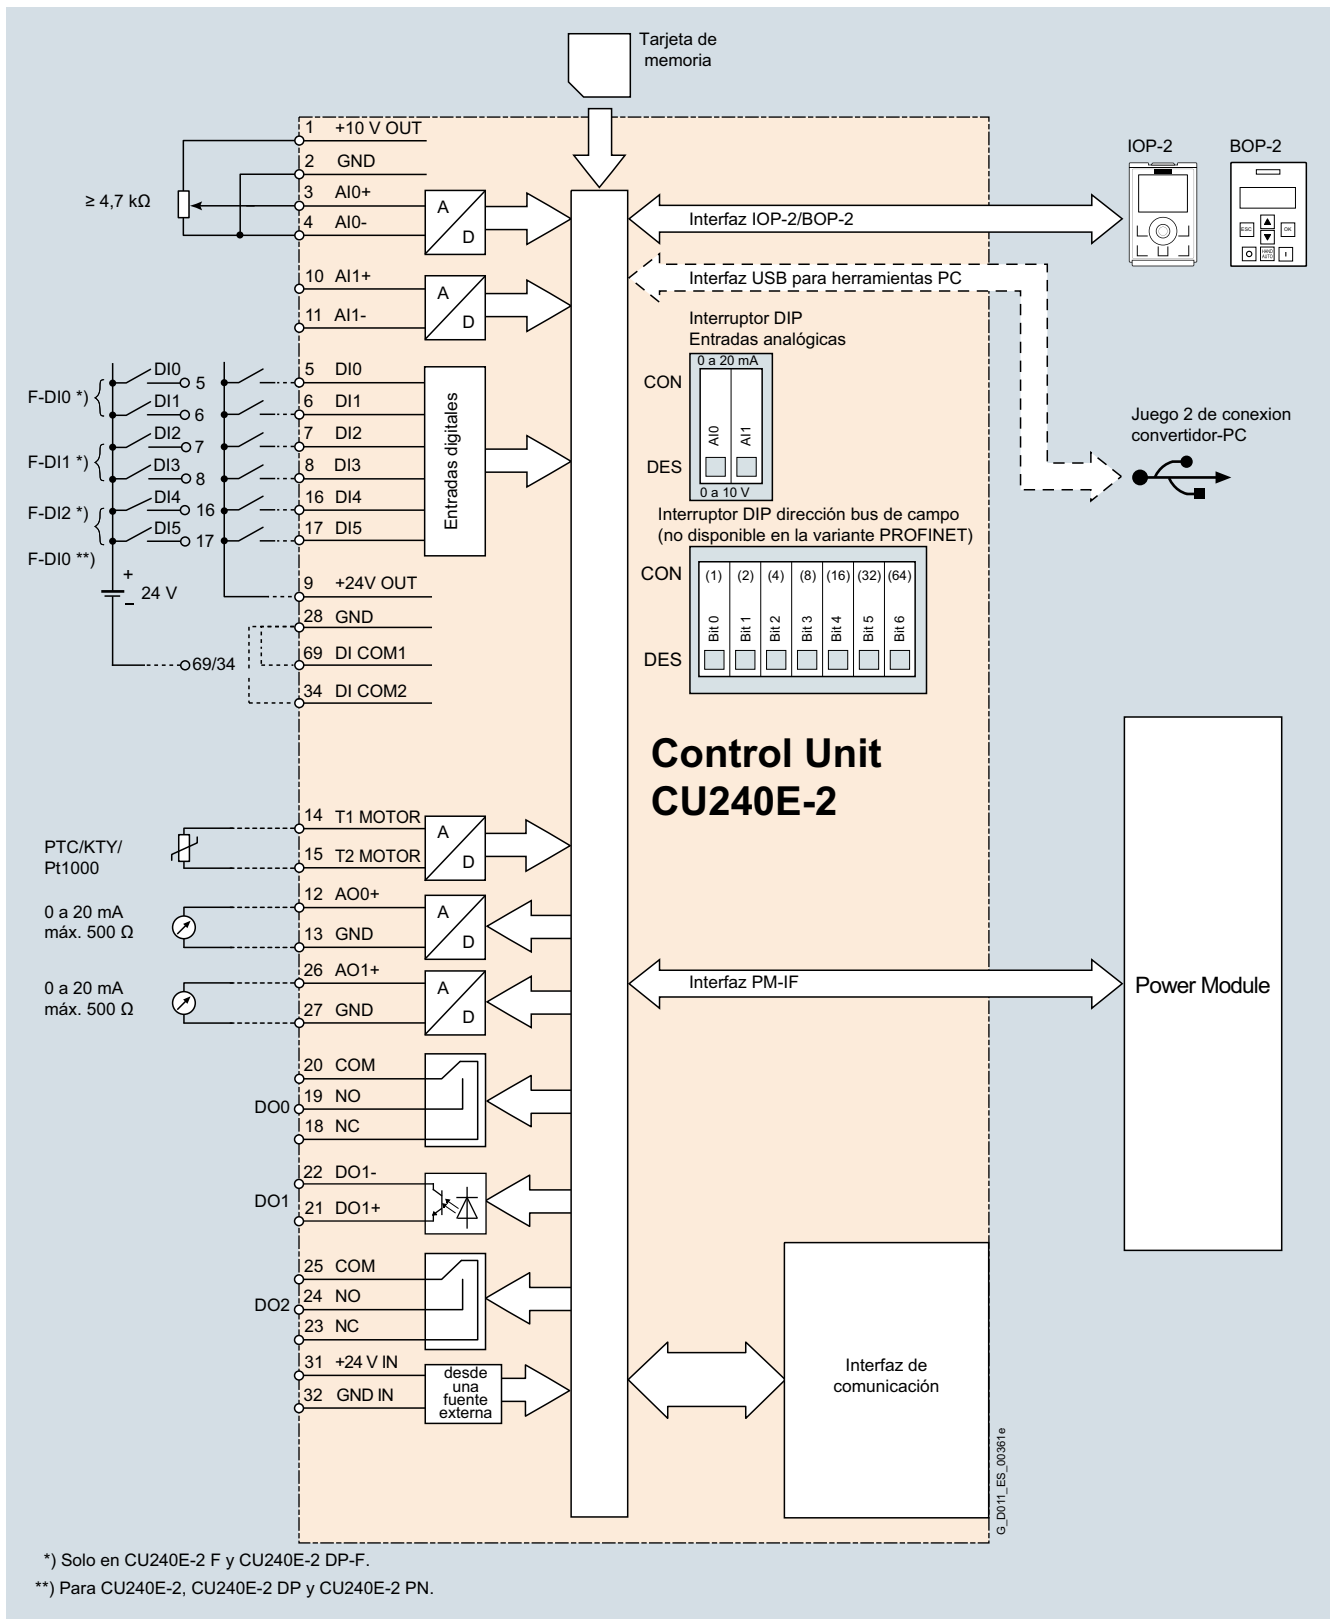 Tarjeta de
memoria
1 +10 V OUT
2 GND
3 AI0+
4 AI0-
≥ 4,7 kΩ
A
D
10 AI1+
11 AI1-
A
D
IOP-2
BOP-2
ESC
OK
HAND
AUTO
I
Interfaz IOP-2/BOP-2
Interfaz USB para herramientas PC
Interruptor DIP
Entradas analógicas
0 a 20 mA
CON
DES
AI0
AI1
0 a 10 V
Juego 2 de conexion
convertidor-PC
F-DI0 *)
F-DI1 *)
F-DI2 *)
F-DI0 **)
DI0
5
DI1
6
DI2
7
DI3
8
DI4
16
DI5
17
+
24 V
–
69/34
5 DI0
6 DI1
7 DI2
8 DI3
16 DI4
17 DI5
Entradas digitales
9 +24V OUT
28 GND
69 DI COM1
34 DI COM2
Interruptor DIP dirección bus de campo
(no disponible en la variante PROFINET)
CON
(1) (2) (4) (8) (16) (32) (64)
Bit 0 Bit 1 Bit 2 Bit 3 Bit 4 Bit 5 Bit 6
DES
Control Unit
CU240E-2
PTC/KTY/
Pt1000
14 T1 MOTOR
15 T2 MOTOR
A
D
0 a 20 mA
máx. 500 Ω
12 AO0+
13 GND
A
D
0 a 20 mA
máx. 500 Ω
26 AO1+
27 GND
A
D
Interfaz PM-IF
Power Module
DO0
20 COM
19 NO
18 NC
DO1
22 DO1-
21 DO1+
DO2
25 COM
24 NO
23 NC
31 +24 V IN
32 GND IN
desde
una
fuente
externa
Interfaz de
comunicación
G_D011_ES_00361e
*) Solo en CU240E-2 F y CU240E-2 DP-F.
**) Para CU240E-2, CU240E-2 DP y CU240E-2 PN.